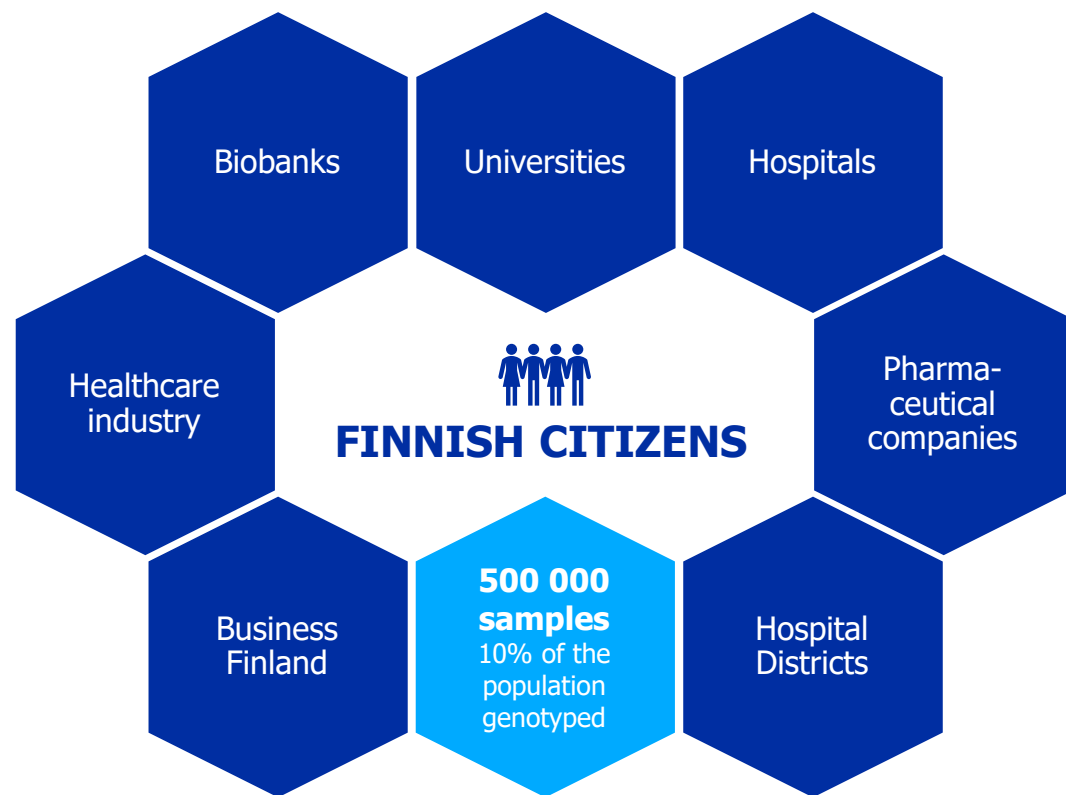 Biobanks
Universities
Hospitals
Healthcare
industry
FINNISH CITIZENS
Pharma-
ceutical
companies
Business
Finland
500 000
samples
10% of the
population
genotyped
Hospital
Districts